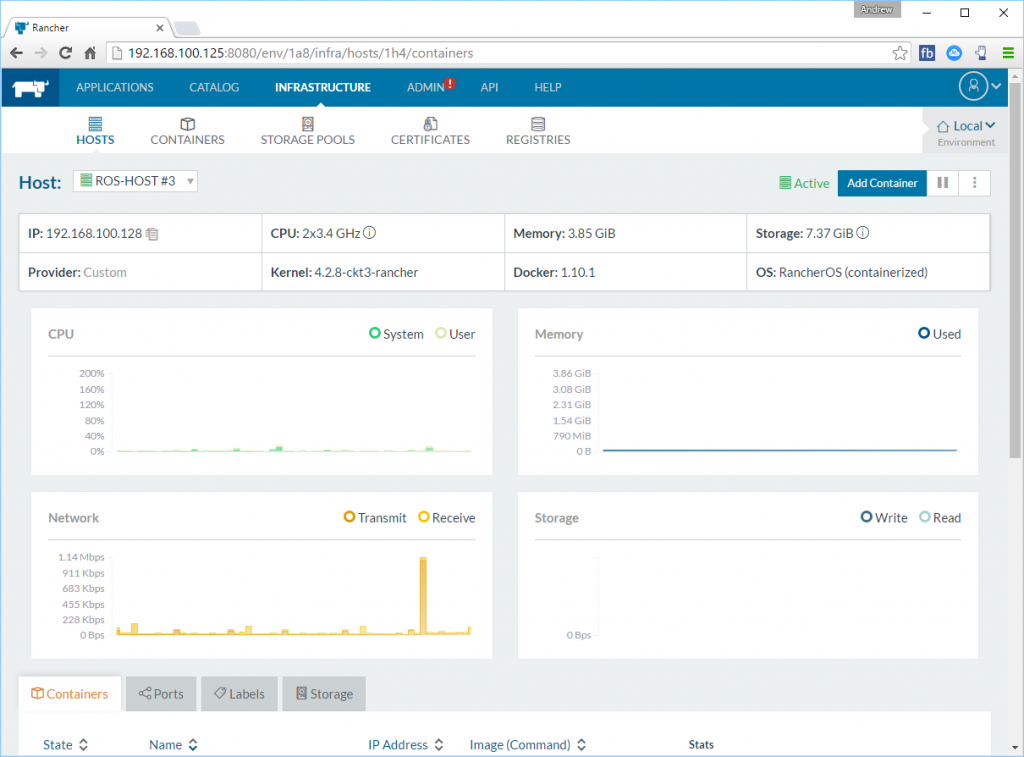 Andrew
Rancher
192.168.100.125:8080/env/1a8/infra/hosts/1h4/containers
fb
APPLICATIONS CATALOG INFRASTRUCTURE ADMIN ! API HELP
HOSTS CONTAINERS STORAGE POOLS CERTIFICATES REGISTRIES
Local
Environment
Host: ROS-HOST #3 Active Add Container
IP: 192.168.100.128 CPU: 2x3.4 GHz Memory: 3.85 GiB Storage: 7.37 GiB
Provider: Custom Kernel: 4.2.8-ckt3-rancher Docker: 1.10.1 OS: RancherOS (containerized)
CPU System User
200%
160%
120%
80%
40%
0%
Memory Used
3.86 GiB
3.08 GiB
2.31 GiB
1.54 GiB
790 MiB
0 B
Network Transmit Receive
1.14 Mbps
911 Kbps
683 Kbps
455 Kbps
228 Kbps
0 Bps
Storage Write Read
0 Bps
Containers Ports Labels Storage
State Name IP Address Image (Command) Stats